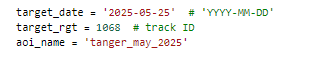 target_date = '2025-05-25'  # 'YYYY-MM-DD'
target_rgt = 1068  # track ID
aoi_name = 'tanger_may_2025'